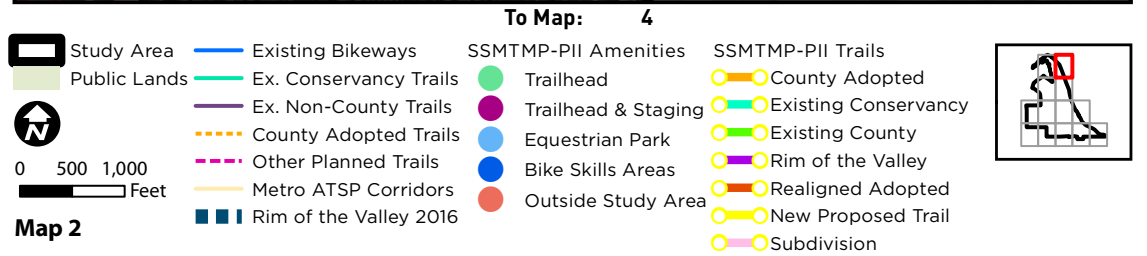 To Map: 4
Study Area
Public Lands
N
0 500 1,000
Feet
Map 2
Existing Bikeways
Ex. Conservancy Trails
Ex. Non-County Trails
County Adopted Trails
Other Planned Trails
Metro ATSP Corridors
Rim of the Valley 2016
SSMTMP-PII Amenities
Trailhead
Trailhead & Staging
Equestrian Park
Bike Skills Areas
Outside Study Area
SSMTMP-PII Trails
County Adopted
Existing Conservancy
Existing County
Rim of the Valley
Realigned Adopted
New Proposed Trail
Subdivision